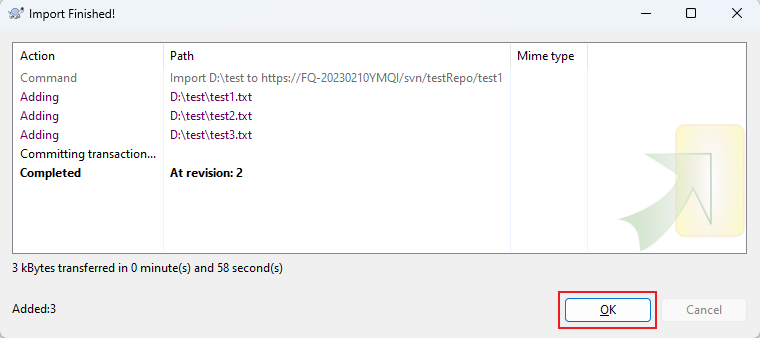 Import Finished!
Action Path Mime type
Command Import D:\test to https://FQ-20230210YMQI/svn/testRepo/test1
Adding D:\test\test1.txt
Adding D:\test\test2.txt
Adding D:\test\test3.txt
Committing transaction...
Completed At revision: 2
3 kBytes transferred in 0 minute(s) and 58 second(s)
Added:3 OK Cancel